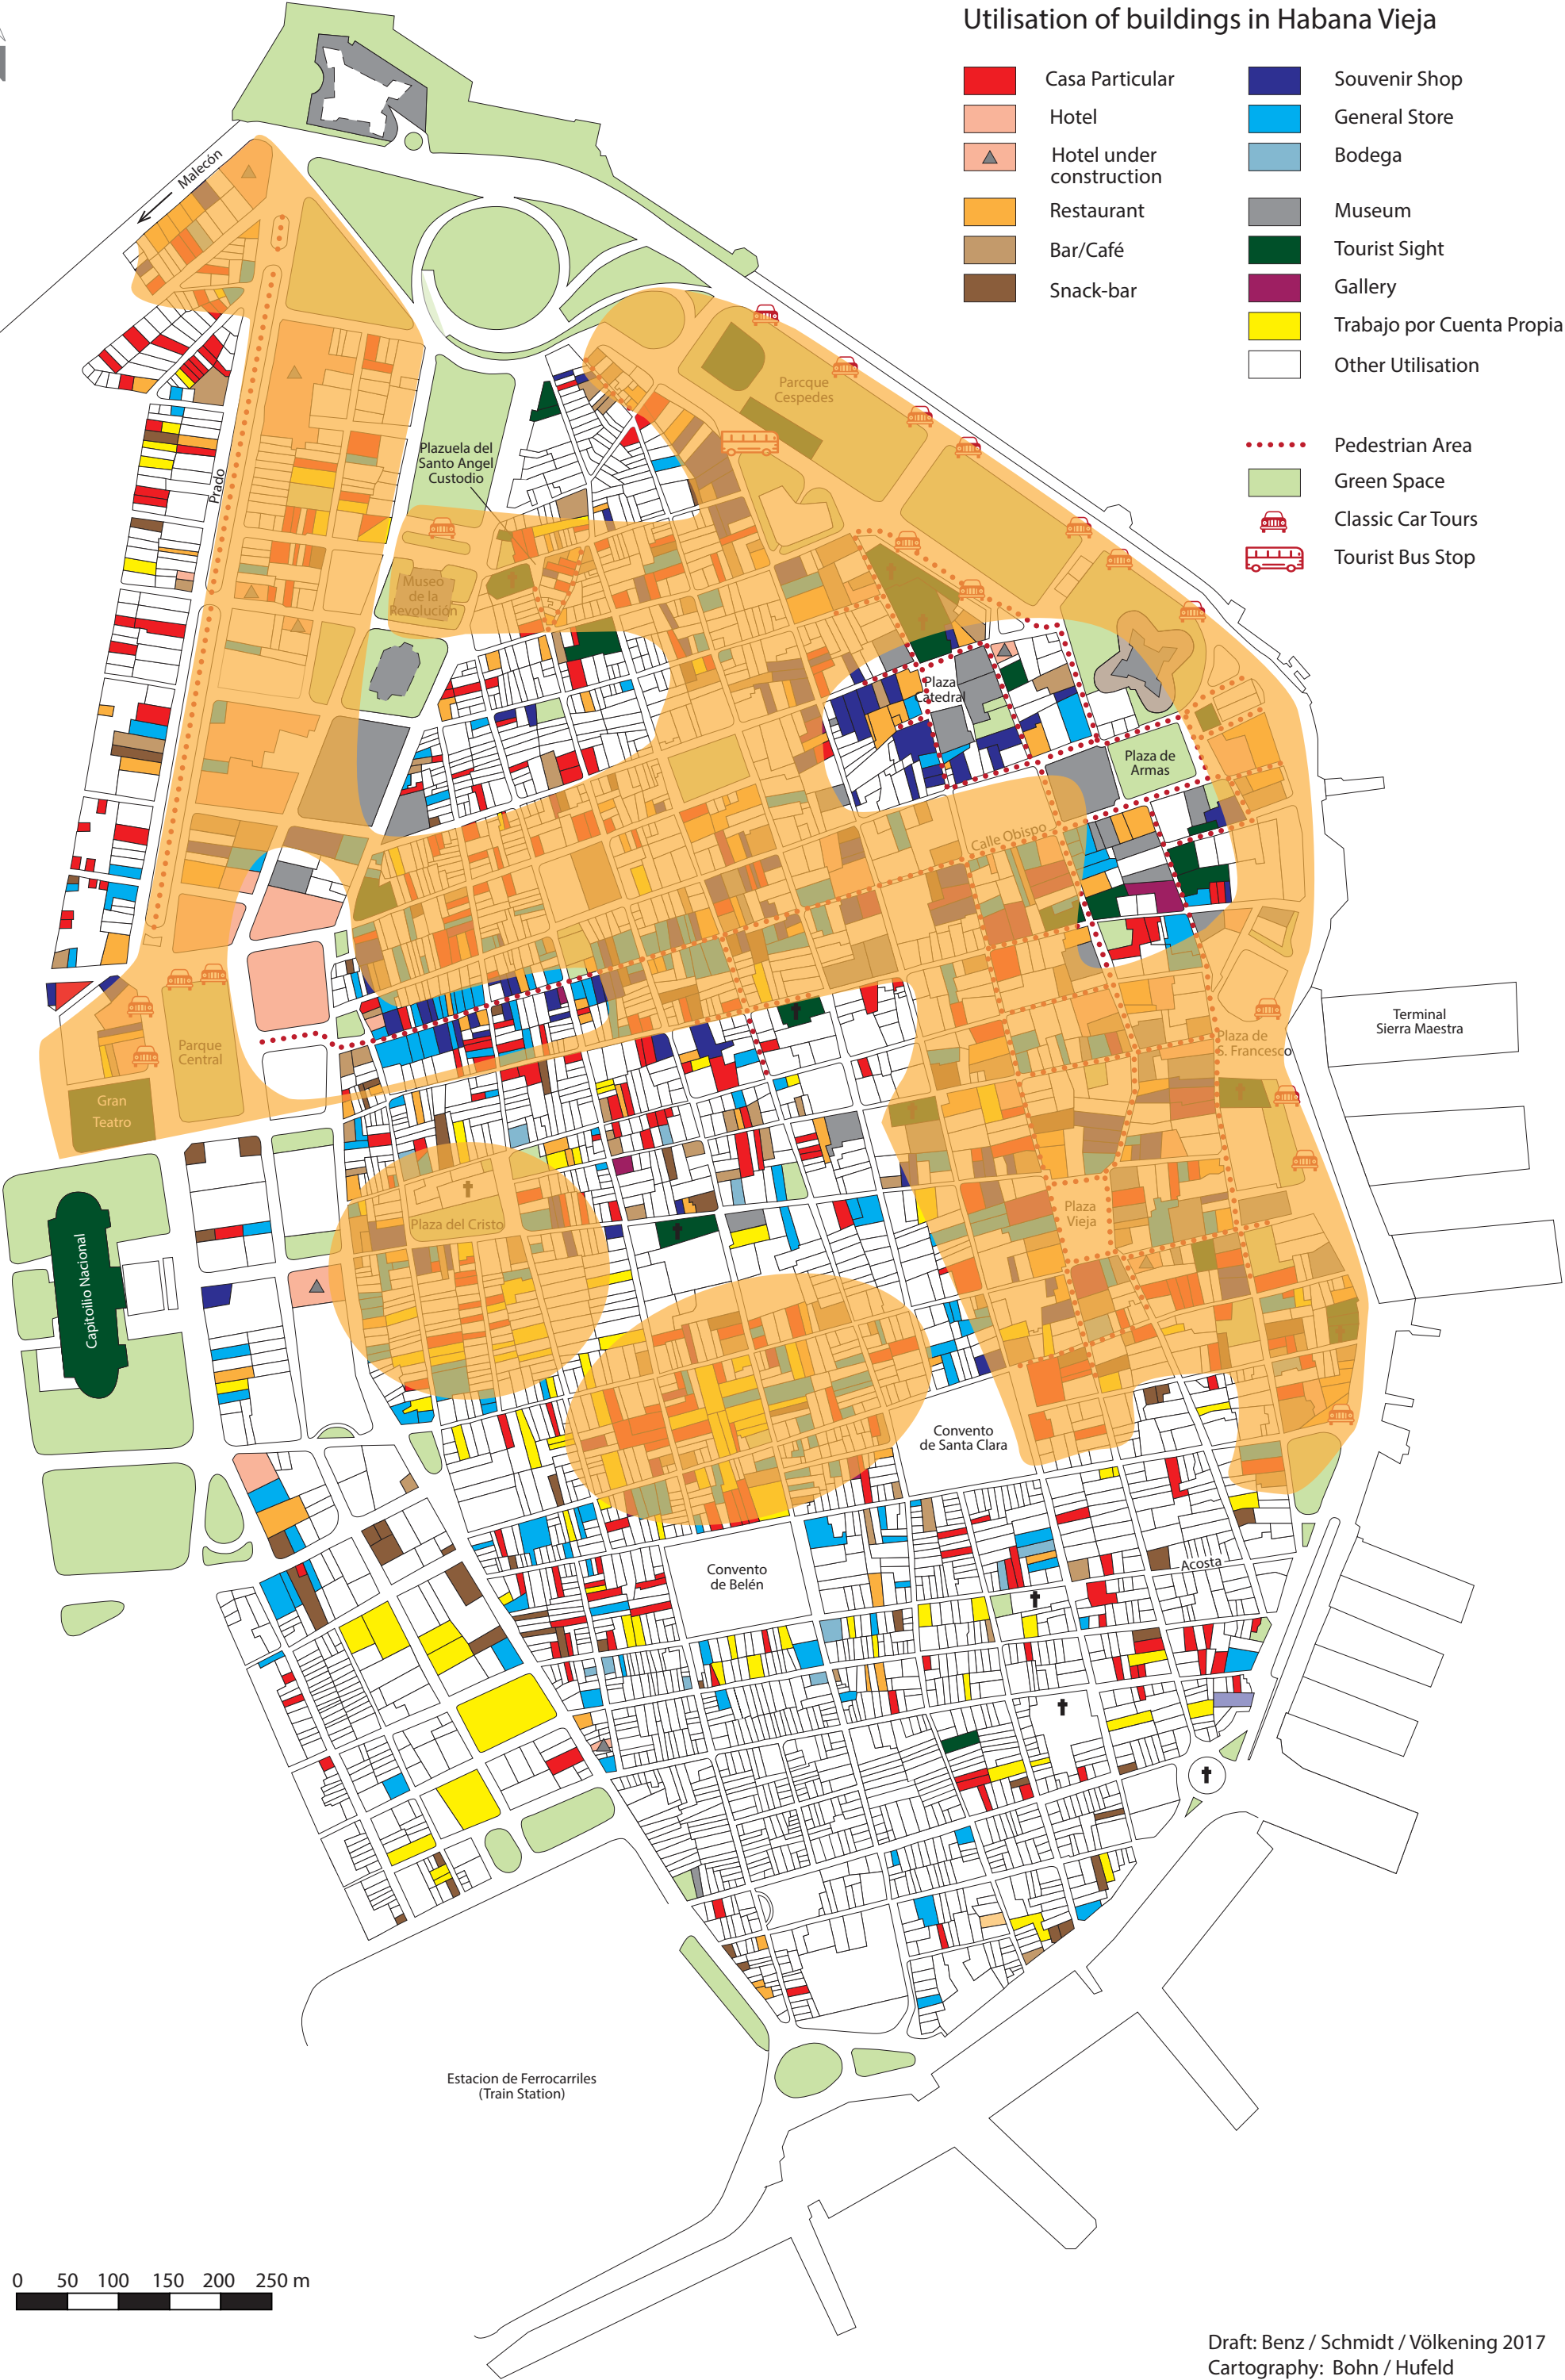 Utilisation of buildings in Habana Vieja
Casa Particular
Hotel
Hotel under
construction
Restaurant
Bar/Café
Snack-bar
Souvenir Shop
General Store
Bodega
Museum
Tourist Sight
Gallery
Trabajo por Cuenta Propia
Other Utilisation
Pedestrian Area
Green Space
Classic Car Tours
Tourist Bus Stop
Malecón
Parcque
Cespedes
Plazuela del
Santo Angel
Custodio
Prado
Museo
de la
Revolución
Plaza
Catedral
Plaza de
Armas
Calle Obispo
Terminal
Sierra Maestra
Plaza de
S. Francesco
Parque
Central
Gran
Teatro
Plaza
Vieja
Plaza del Cristo
Capitoilio Nacional
Convento
de Santa Clara
Convento
de Belén
Acosta
Estacion de Ferrocarriles
(Train Station)
0 50 100 150 200 250 m
Draft: Benz / Schmidt / Völkening 2017
Cartography: Bohn / Hufeld